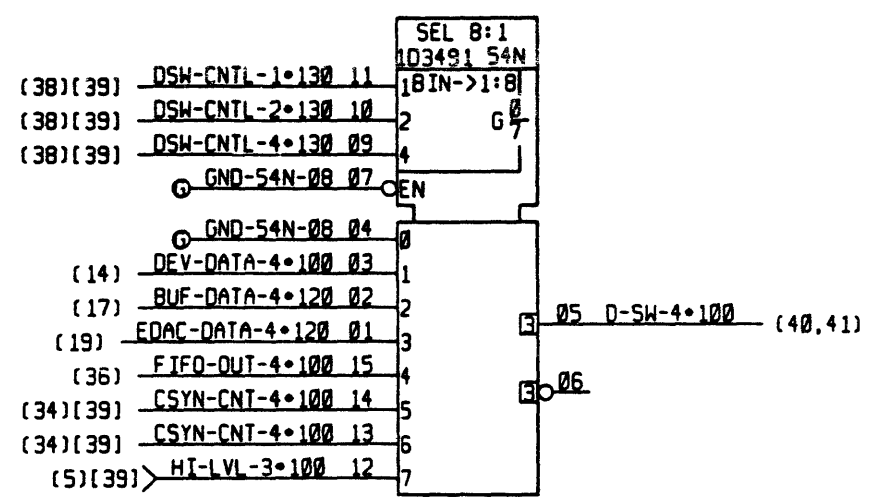 SEL 8:1
1D3491 54N
(38)[39] DSW-CNTL-1•130 11 1 BIN->1:8
(38)[39] DSW-CNTL-2•130 10 2 G 0/7
(38)[39] DSW-CNTL-4•130 09 4
G GND-54N-08 07 EN
G GND-54N-08 04 0
(14) DEV-DATA-4•100 03 1
(17) BUF-DATA-4•120 02 2
3 05 D-SW-4•100 (40,41)
(19) EDAC-DATA-4•120 01 3
(36) FIFO-OUT-4•100 15 4
3 06
(34)[39] CSYN-CNT-4•100 14 5
(34)[39] CSYN-CNT-4•100 13 6
(5)[39] HI-LVL-3•100 12 7